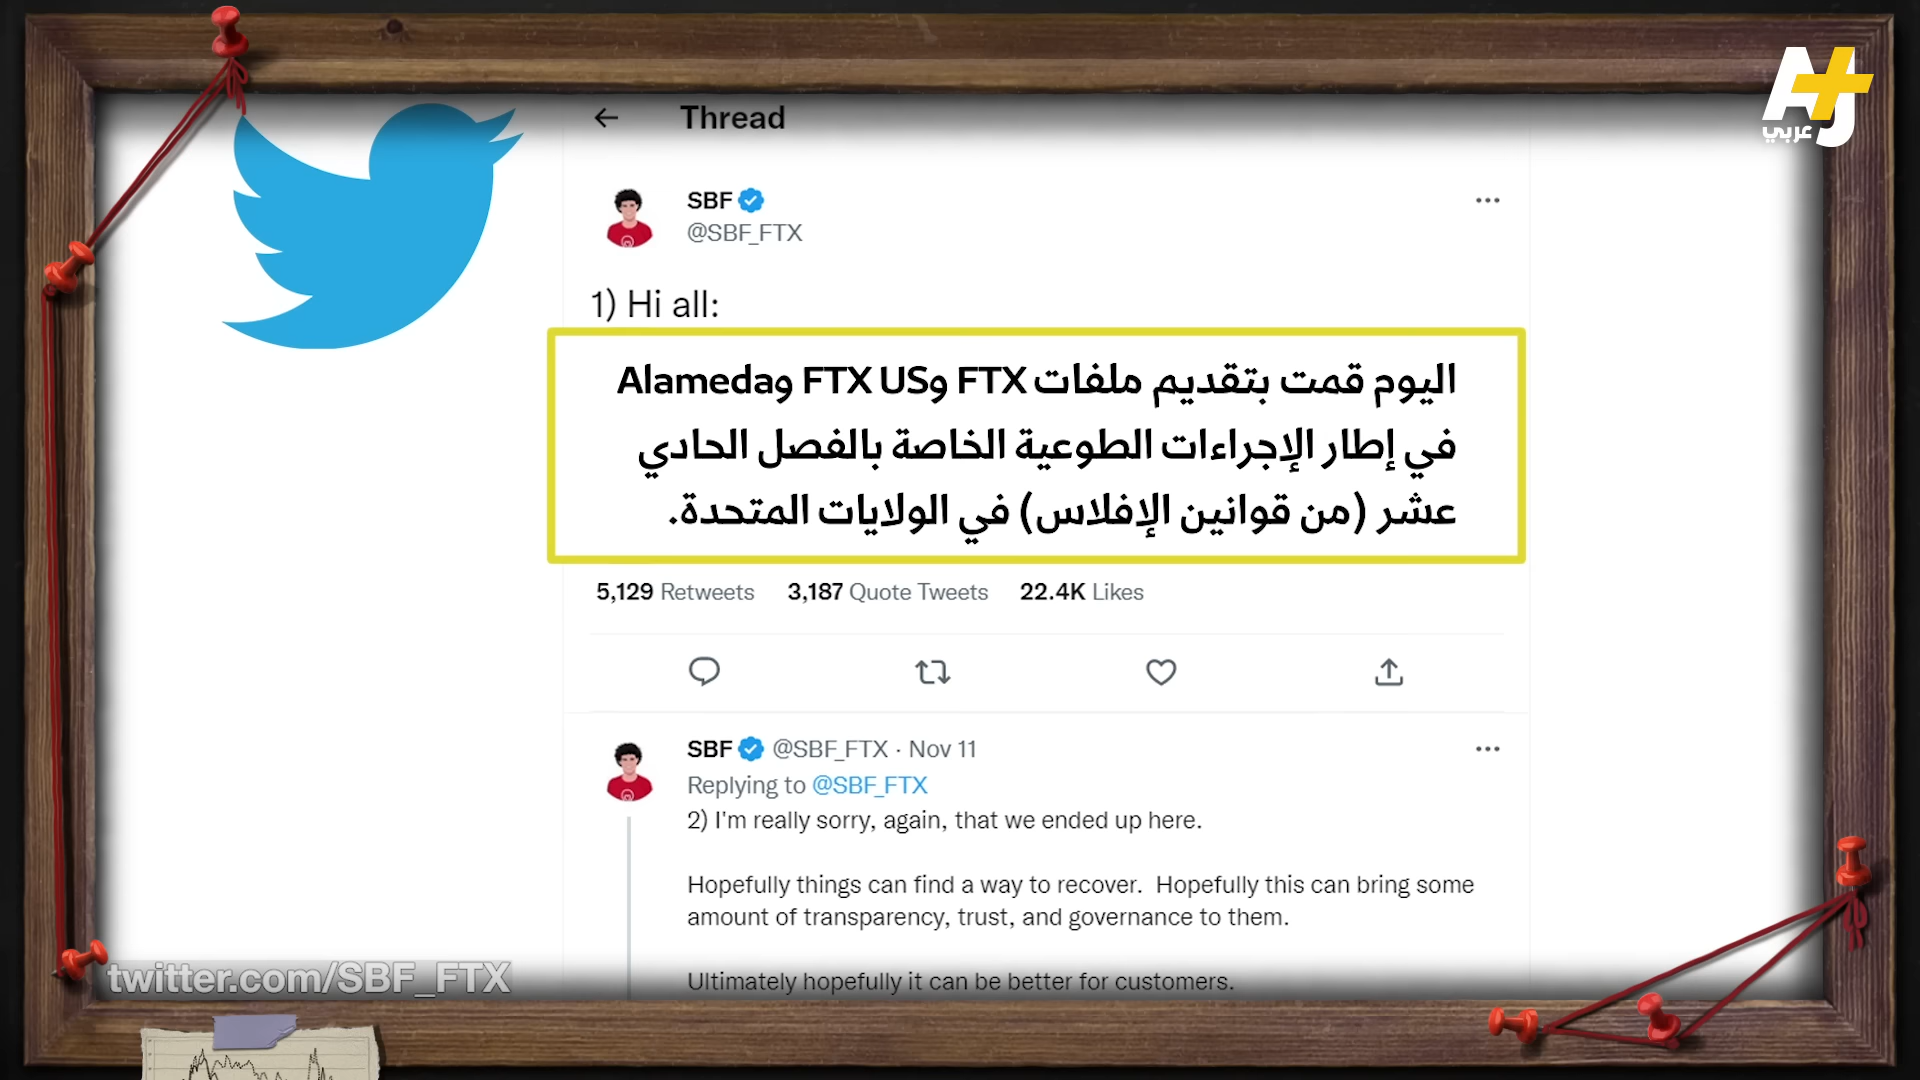 عربي
Thread
SBF
@SBF_FTX
1) Hi all:
اليوم قمت بتقديم ملفات FTX وFTX US وAlameda
في إطار الإجراءات الطوعية الخاصة بالفصل الحادي
عشر (من قوانين الإفلاس) في الولايات المتحدة.
5,129 Retweets 3,187 Quote Tweets 22.4K Likes
SBF @SBF_FTX · Nov 11
Replying to @SBF_FTX
2) I'm really sorry, again, that we ended up here.
Hopefully things can find a way to recover. Hopefully this can bring some
amount of transparency, trust, and governance to them.
Ultimately hopefully it can be better for customers.
twitter.com/SBF_FTX